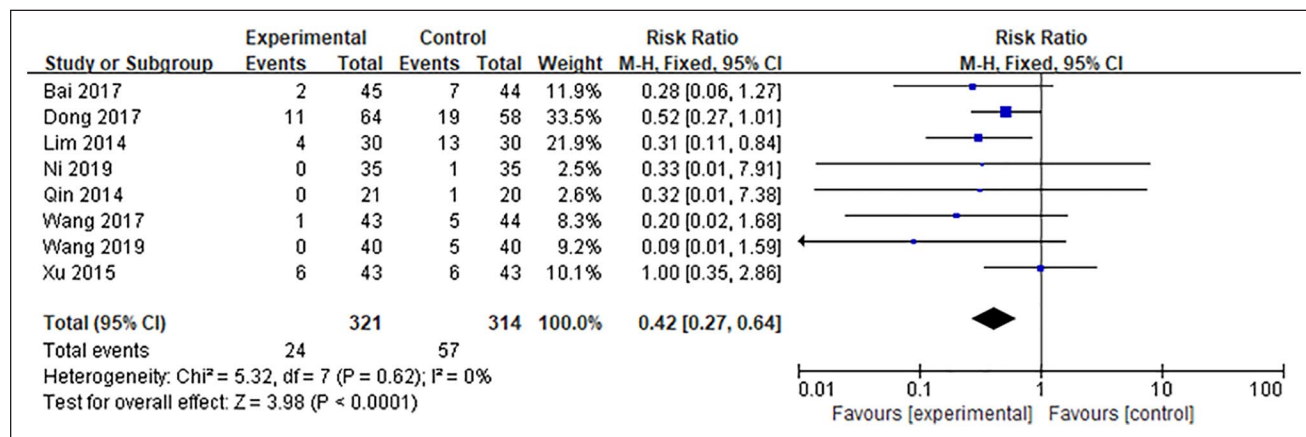 Experimental Control Risk Ratio Risk Ratio
Study or Subgroup Events Total Events Total Weight M-H, Fixed, 95% CI M-H, Fixed, 95% CI
Bai 2017 2 45 7 44 11.9% 0.28 [0.06, 1.27]
Dong 2017 11 64 19 58 33.5% 0.52 [0.27, 1.01]
Lim 2014 4 30 13 30 21.9% 0.31 [0.11, 0.84]
Ni 2019 0 35 1 35 2.5% 0.33 [0.01, 7.91]
Qin 2014 0 21 1 20 2.6% 0.32 [0.01, 7.38]
Wang 2017 1 43 5 44 8.3% 0.20 [0.02, 1.68]
Wang 2019 0 40 5 40 9.2% 0.09 [0.01, 1.59]
Xu 2015 6 43 6 43 10.1% 1.00 [0.35, 2.86]
Total (95% CI) 321 314 100.0% 0.42 [0.27, 0.64]
Total events 24 57
Heterogeneity: Chi² = 5.32, df = 7 (P = 0.62); I² = 0%
Test for overall effect: Z = 3.98 (P < 0.0001)
0.01 0.1 1 10 100
Favours [experimental] Favours [control]